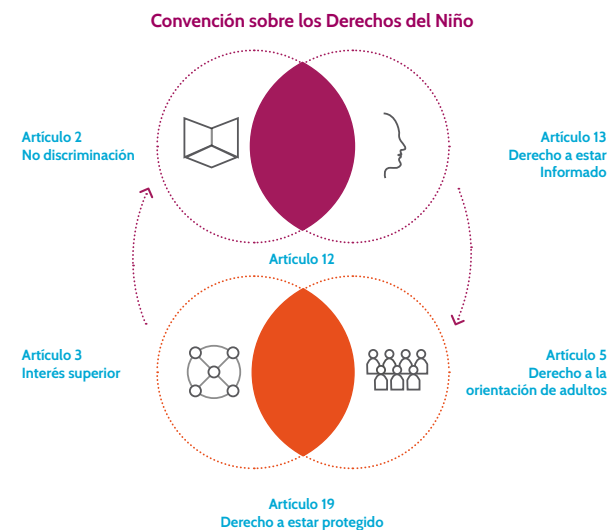 Convención sobre los Derechos del Niño
Artículo 2
No discriminación
Artículo 13
Derecho a estar
Informado
Artículo 12
Artículo 3
Interés superior
Artículo 5
Derecho a la
orientación de adultos
Artículo 19
Derecho a estar protegido